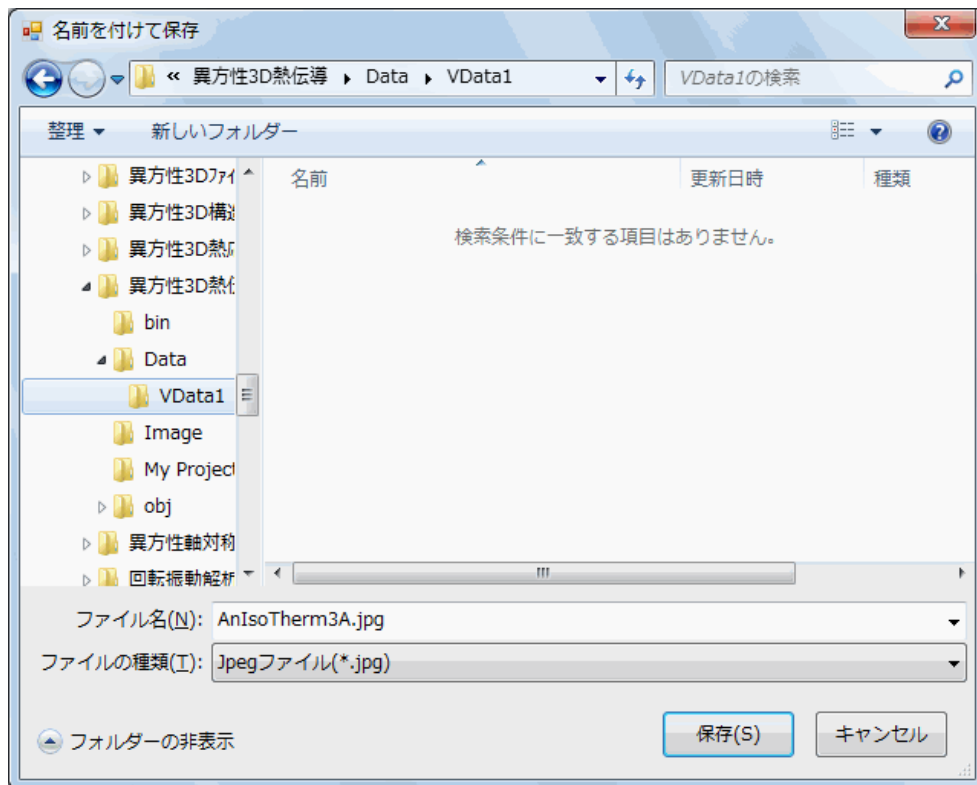 名前を付けて保存
« 異方性3D熱伝導 ▸ Data ▸ VData1
VData1の検索
整理 ▼ 新しいフォルダー
名前 更新日時 種類
検索条件に一致する項目はありません。
異方性3Dファイ
異方性3D構造
異方性3D熱応
異方性3D熱伝
bin
Data
VData1
Image
My Project
obj
異方性軸対称
回転振動解析
ファイル名(N): AnIsoTherm3A.jpg
ファイルの種類(T): Jpegファイル(*.jpg)
フォルダーの非表示
保存(S) キャンセル